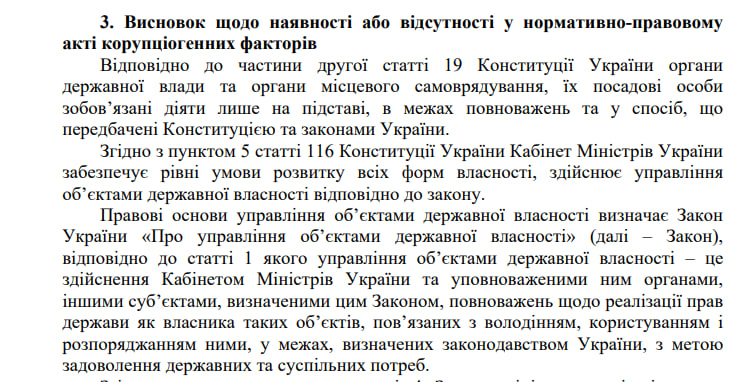 3. Висновок щодо наявності або відсутності у нормативно-правовому
акті корупціогенних факторів
Відповідно до частини другої статті 19 Конституції України органи
державної влади та органи місцевого самоврядування, їх посадові особи
зобов’язані діяти лише на підставі, в межах повноважень та у спосіб, що
передбачені Конституцією та законами України.
Згідно з пунктом 5 статті 116 Конституції України Кабінет Міністрів України
забезпечує рівні умови розвитку всіх форм власності, здійснює управління
об’єктами державної власності відповідно до закону.
Правові основи управління об’єктами державної власності визначає Закон
України «Про управління об’єктами державної власності» (далі – Закон),
відповідно до статті 1 якого управління об’єктами державної власності – це
здійснення Кабінетом Міністрів України та уповноваженими ним органами,
іншими суб’єктами, визначеними цим Законом, повноважень щодо реалізації прав
держави як власника таких об’єктів, пов’язаних з володінням, користуванням і
розпоряджанням ними, у межах, визначених законодавством України, з метою
задоволення державних та суспільних потреб.